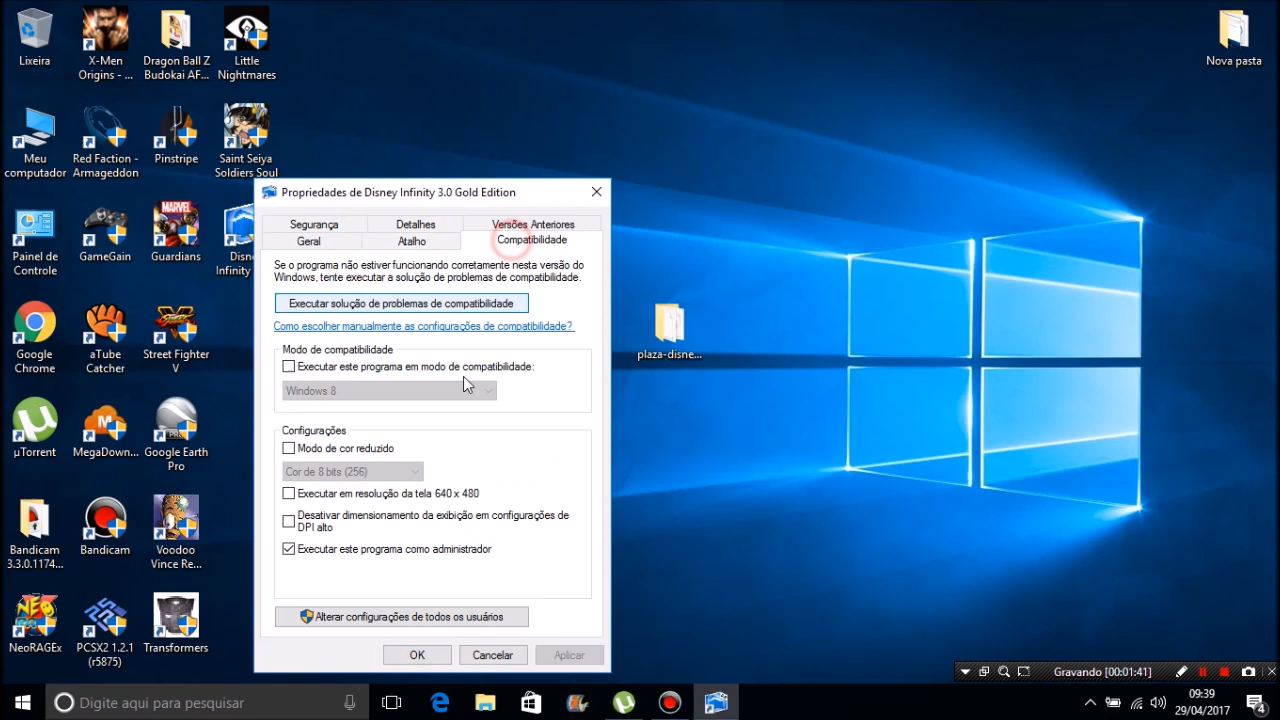 Lixeira
X-Men
Origins - ...
Dragon Ball Z
Budokai AF...
Little
Nightmares
Nova pasta
Meu
computador
Red Faction -
Armageddon
Pinstripe
Saint Seiya
Soldiers Soul
Painel de
Controle
GameGain
MARVEL
Guardians
Disn
Infinity
Google
Chrome
aTube
Catcher
Street Fighter
V
µTorrent
MegaDown...
PRO
Google Earth
Pro
Bandicam
3.3.0.1174...
Bandicam
Voodoo
Vince Re...
NEO
NeoRAGEx
PCSX2 1.2.1
(r5875)
Transformers
plaza-disne...
Propriedades de Disney Infinity 3.0 Gold Edition
Segurança
Detalhes
Versões Anteriores
Geral
Atalho
Compatibilidade
Se o programa não estiver funcionando corretamente nesta versão do
Windows, tente executar a solução de problemas de compatibilidade.
Executar solução de problemas de compatibilidade
Como escolher manualmente as configurações de compatibilidade?
Modo de compatibilidade
Executar este programa em modo de compatibilidade:
Windows 8
Configurações
Modo de cor reduzido
Cor de 8 bits (256)
Executar em resolução da tela 640 x 480
Desativar dimensionamento da exibição em configurações de
DPI alto
Executar este programa como administrador
Alterar configurações de todos os usuários
OK
Cancelar
Aplicar
Gravando [00:01:41]
Digite aqui para pesquisar
09:39
29/04/2017
4